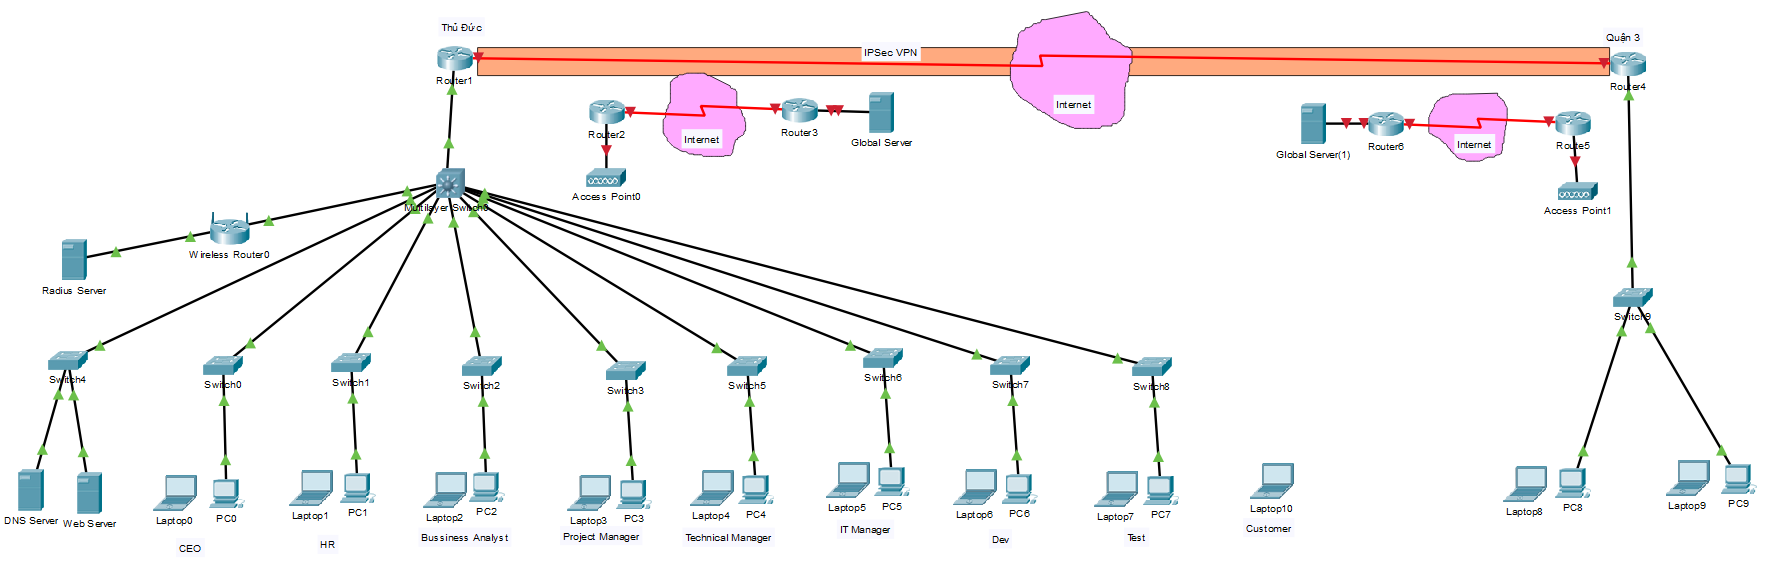 Thủ Đức
Quận 3
IPSec VPN
Router1
Router4
Internet
Router2
Router3
Internet
Global Server
Global Server(1)
Router6
Internet
Route5
Access Point0
Access Point1
Multilayer Switch0
Wireless Router0
Radius Server
Switch9
Switch4
Switch0
Switch1
Switch2
Switch3
Switch5
Switch6
Switch7
Switch8
DNS Server
Web Server
Laptop0
PC0
Laptop1
PC1
Laptop2
PC2
Laptop3
PC3
Laptop4
PC4
Laptop5
PC5
Laptop6
PC6
Laptop7
PC7
Laptop10
Laptop8
PC8
Laptop9
PC9
CEO
HR
Bussiness Analyst
Project Manager
Technical Manager
IT Manager
Dev
Test
Customer